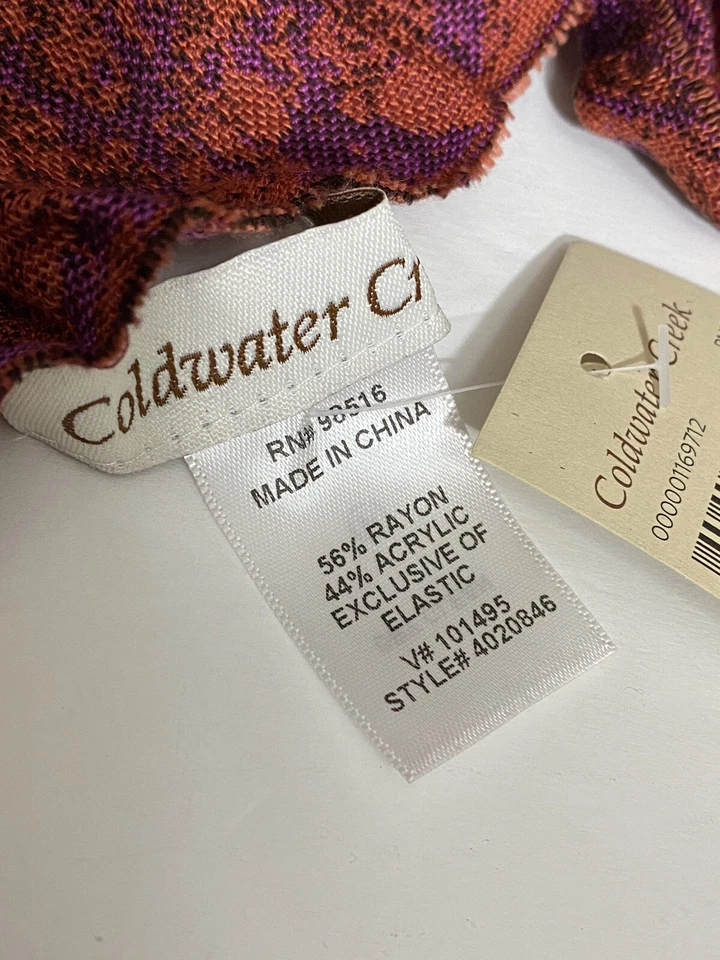 Coldwater Cr
RN# 98516
MADE IN CHINA
56% RAYON
44% ACRYLIC
EXCLUSIVE OF
ELASTIC
V# 101495
STYLE# 4020846
Coldwater Creek
000001169712